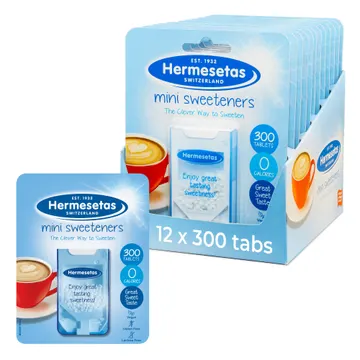 EST. 1932
Hermesetas
SWITZERLAND
mini sweeteners
The Clever Way to Sweeten
300
TABLETS
0
CALORIES
Great
Sweet
Taste
Hermesetas
Enjoy great
tasting
sweetness!
12 x 300 tabs
EST. 1932
Hermesetas
SWITZERLAND
mini sweeteners
The Clever Way to Sweeten
300
TABLETS
0
CALORIES
Great
Sweet
Taste
Hermesetas
Enjoy great
tasting
sweetness!